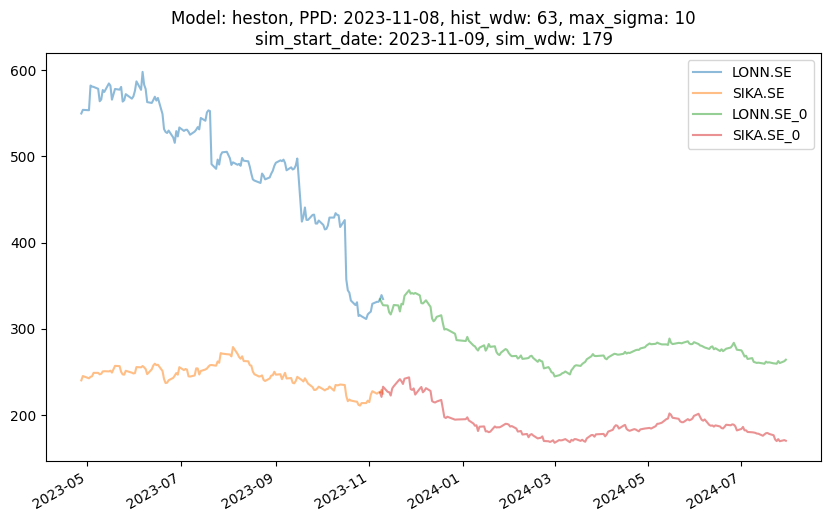 Model: heston, PPD: 2023-11-08, hist_wdw: 63, max_sigma: 10
sim_start_date: 2023-11-09, sim_wdw: 179
LONN.SE
SIKA.SE
LONN.SE_0
SIKA.SE_0
600
500
400
300
200
2023-05
2023-07
2023-09
2023-11
2024-01
2024-03
2024-05
2024-07